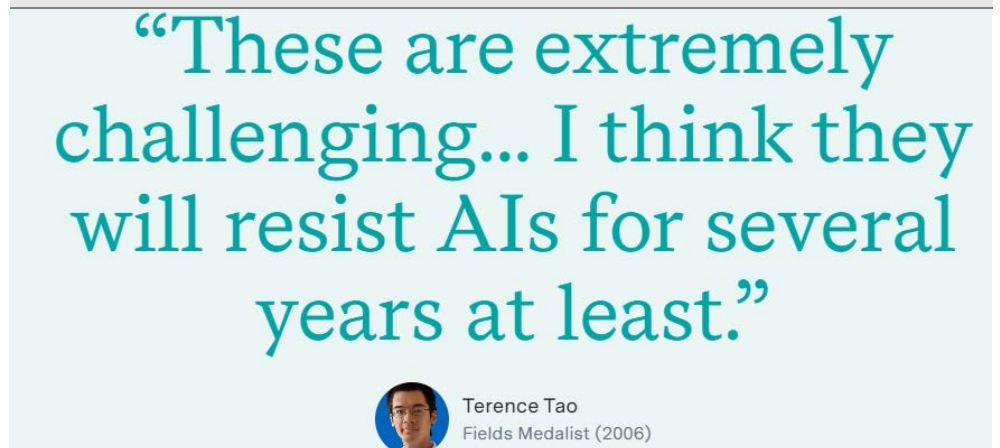 “These are extremely
challenging... I think they
will resist AIs for several
years at least.”
Terence Tao
Fields Medalist (2006)